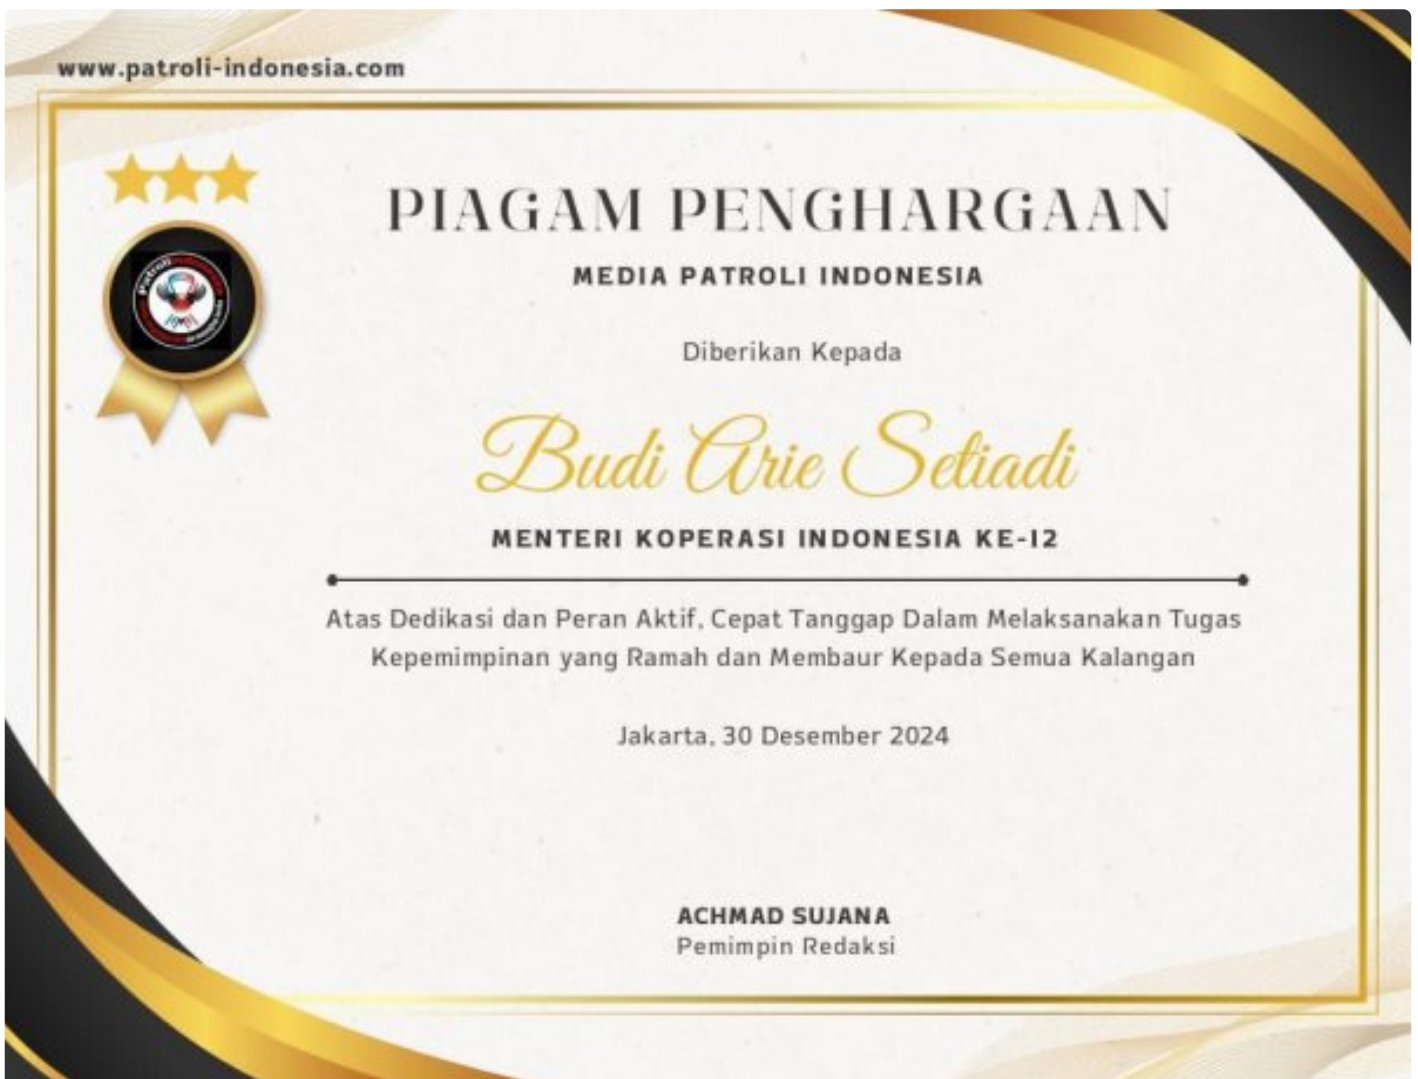 www.patroli-indonesia.com
PIAGAM PENGHARGAAN
MEDIA PATROLI INDONESIA
Diberikan Kepada
Budi Arie Setiadi
MENTERI KOPERASI INDONESIA KE-12
Atas Dedikasi dan Peran Aktif, Cepat Tanggap Dalam Melaksanakan Tugas
Kepemimpinan yang Ramah dan Membaur Kepada Semua Kalangan
Jakarta, 30 Desember 2024
ACHMAD SUJANA
Pemimpin Redaksi